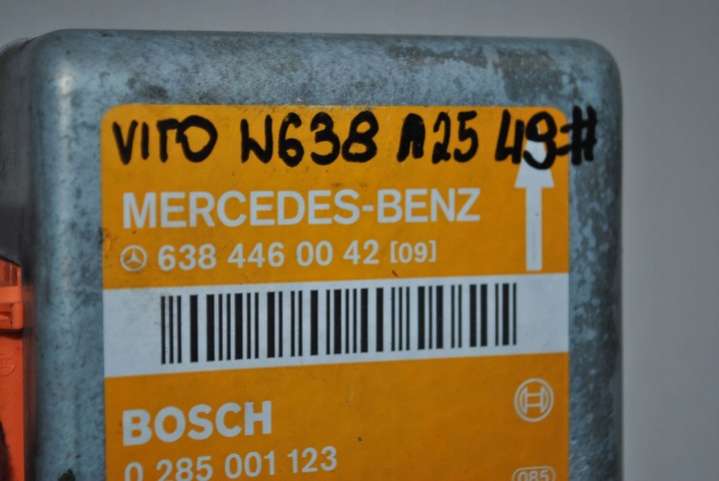 VITO W638 A25 49#
MERCEDES-BENZ
638 446 00 42 [09]
BOSCH
0 285 001 123
085